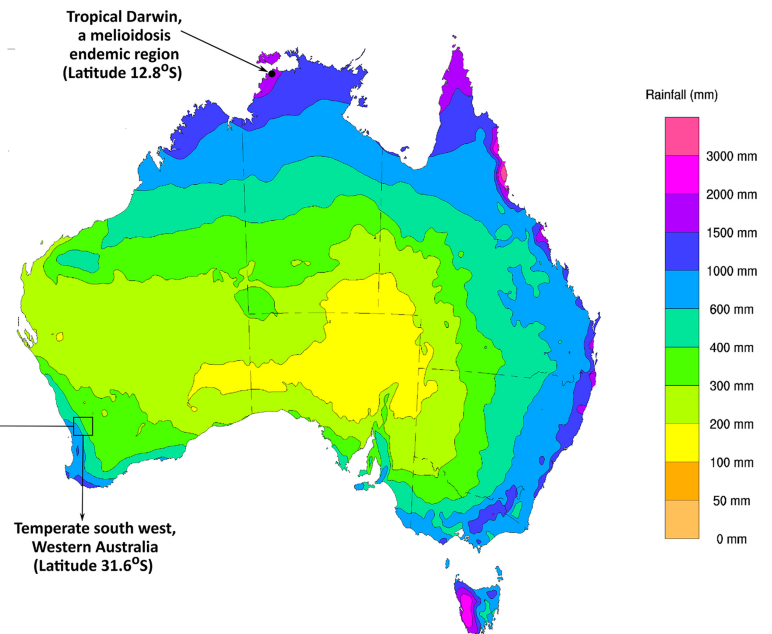 Tropical Darwin,
a melioidosis
endemic region
(Latitude 12.8⁰S)
Rainfall (mm)
3000 mm
2000 mm
1500 mm
1000 mm
600 mm
400 mm
300 mm
200 mm
100 mm
50 mm
0 mm
Temperate south west,
Western Australia
(Latitude 31.6⁰S)